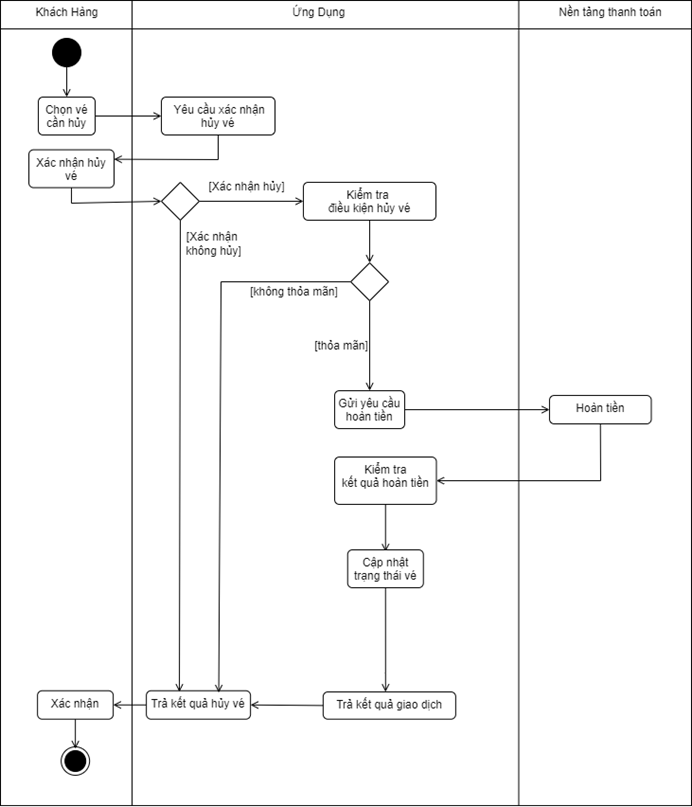 Khách Hàng
Ứng Dụng
Nền tảng thanh toán
Chọn vé
cần hủy
Yêu cầu xác nhận
hủy vé
Xác nhận hủy
vé
[Xác nhận hủy]
Kiểm tra
điều kiện hủy vé
[Xác nhận
không hủy]
[không thỏa mãn]
[thỏa mãn]
Gửi yêu cầu
hoàn tiền
Hoàn tiền
Kiểm tra
kết quả hoàn tiền
Cập nhật
trạng thái vé
Xác nhận
Trả kết quả hủy vé
Trả kết quả giao dịch